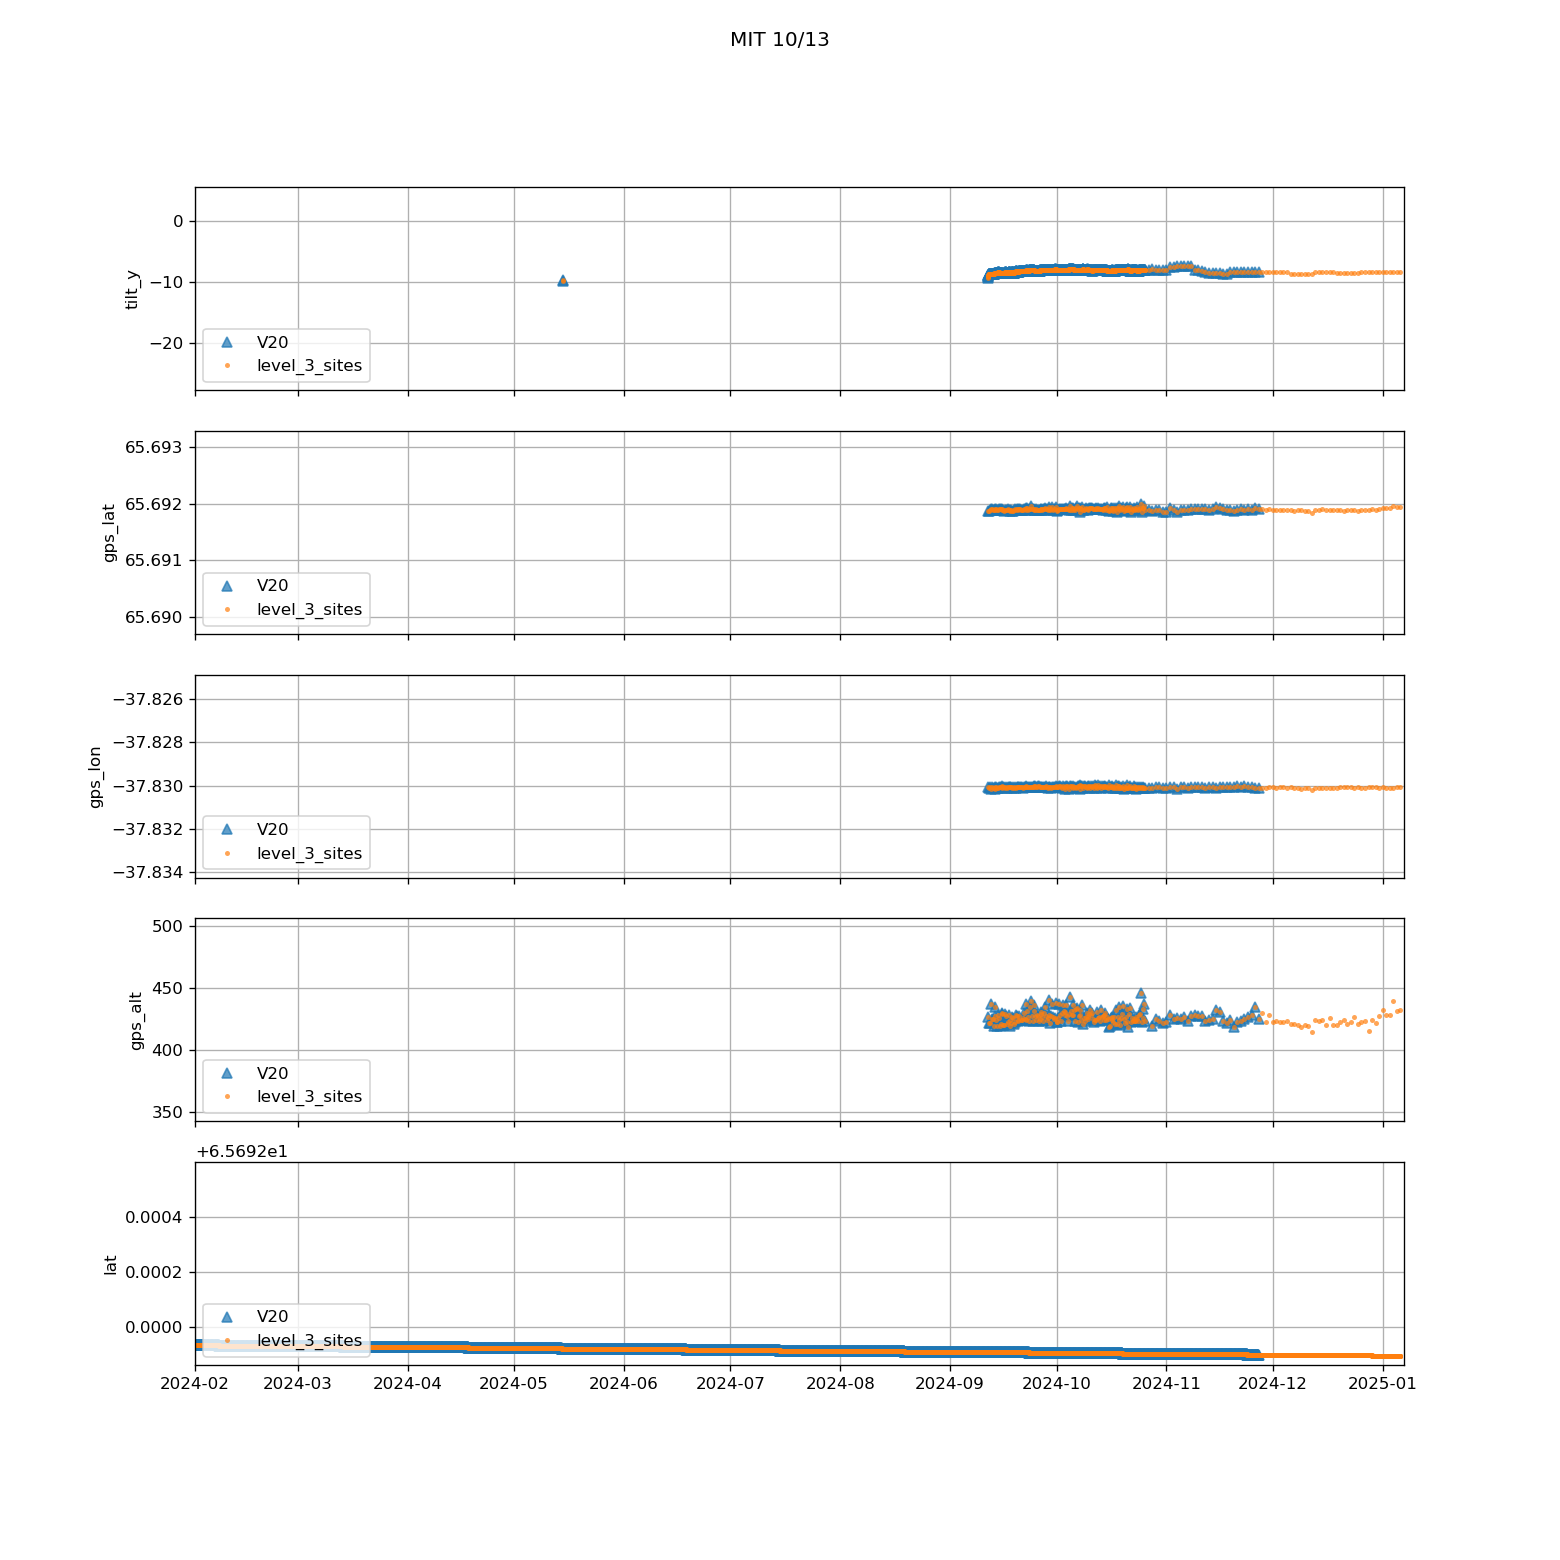 MIT 10/13
0
−10
−20
tilt_y
V20
level_3_sites
65.693
65.692
65.691
65.690
gps_lat
V20
level_3_sites
−37.826
−37.828
−37.830
−37.832
−37.834
gps_lon
V20
level_3_sites
500
450
400
350
gps_alt
V20
level_3_sites
+6.5692e1
0.0004
0.0002
0.0000
lat
V20
level_3_sites
2024-02 2024-03 2024-04 2024-05 2024-06 2024-07 2024-08 2024-09 2024-10 2024-11 2024-12 2025-01